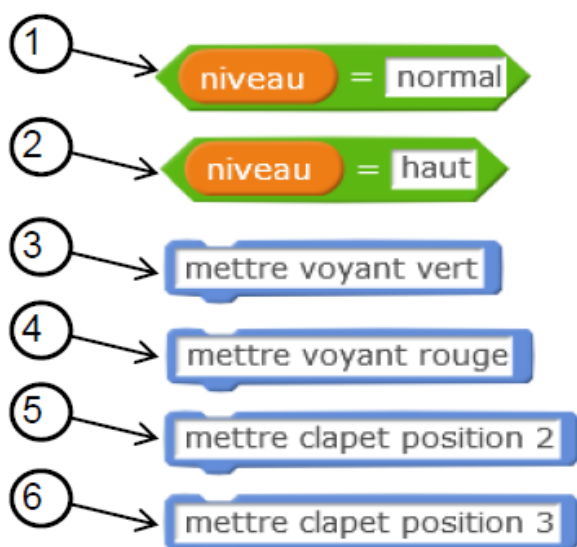 1 niveau = normal
2 niveau = haut
3 mettre voyant vert
4 mettre voyant rouge
5 mettre clapet position 2
6 mettre clapet position 3